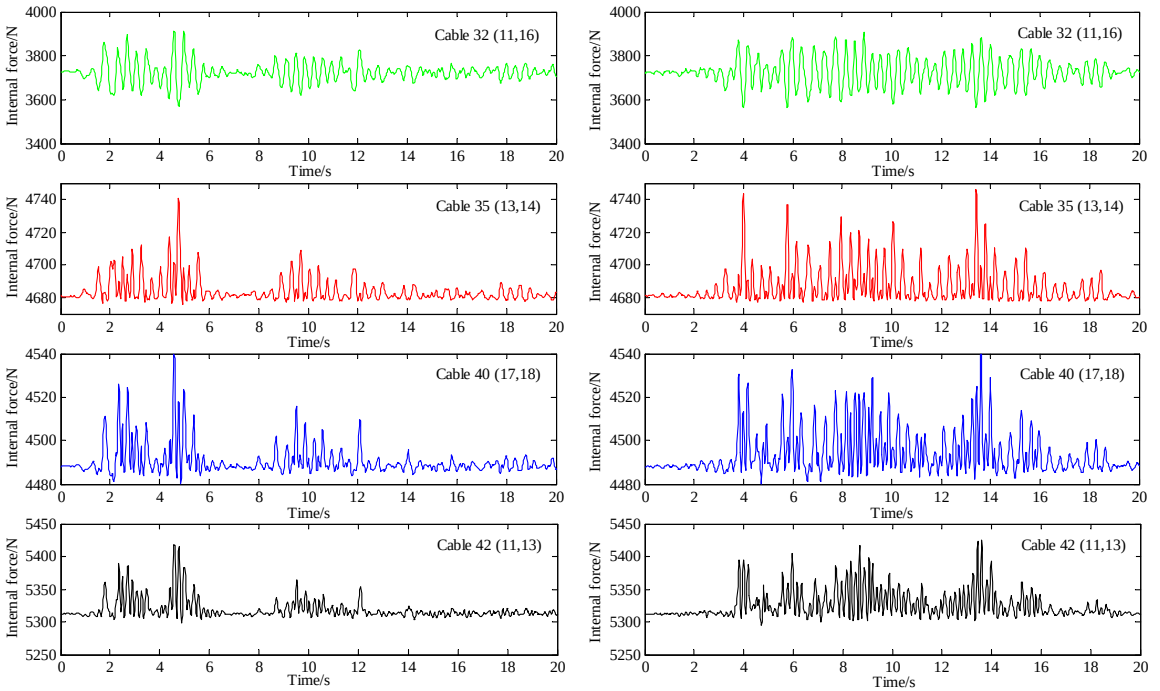 4000
3800
3600
3400
Internal force/N
Cable 32 (11,16)
0 2 4 6 8 10 12 14 16 18 20
Time/s
4000
3800
3600
3400
Internal force/N
Cable 32 (11,16)
0 2 4 6 8 10 12 14 16 18 20
Time/s
4740
4720
4700
4680
Internal force/N
Cable 35 (13,14)
0 2 4 6 8 10 12 14 16 18 20
Time/s
4740
4720
4700
4680
Internal force/N
Cable 35 (13,14)
0 2 4 6 8 10 12 14 16 18 20
Time/s
4540
4520
4500
4480
Internal force/N
Cable 40 (17,18)
0 2 4 6 8 10 12 14 16 18 20
Time/s
4540
4520
4500
4480
Internal force/N
Cable 40 (17,18)
0 2 4 6 8 10 12 14 16 18 20
Time/s
5450
5400
5350
5300
5250
Internal force/N
Cable 42 (11,13)
0 2 4 6 8 10 12 14 16 18 20
Time/s
5450
5400
5350
5300
5250
Internal force/N
Cable 42 (11,13)
0 2 4 6 8 10 12 14 16 18 20
Time/s